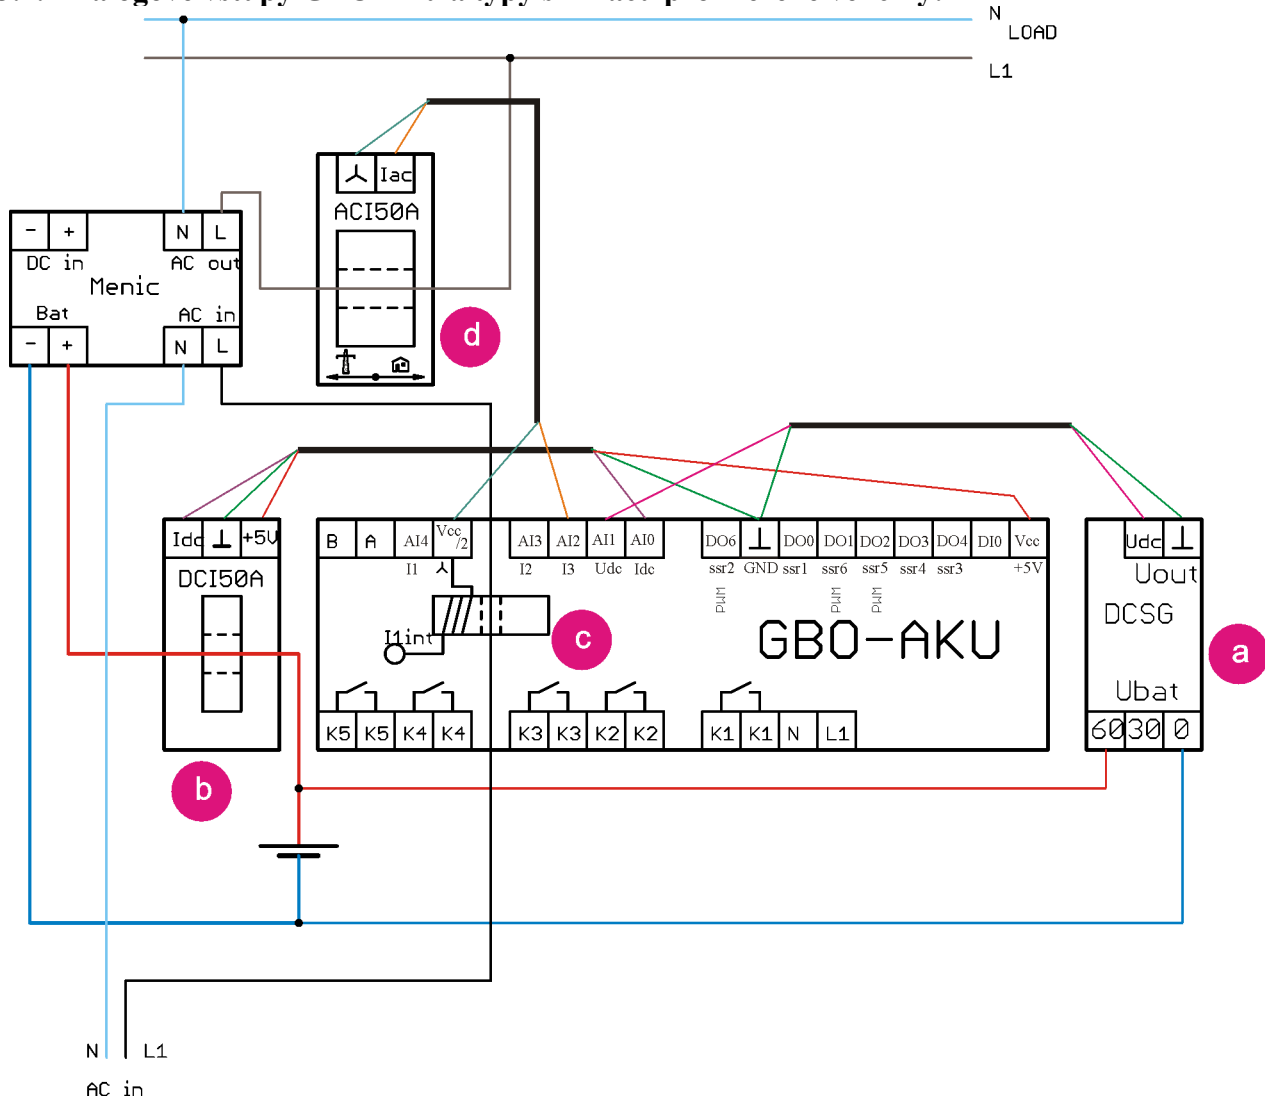 N
LOAD
L1
Iac
ACI50A
- + N L
DC in AC out
Menic
Bat AC in
- + N L
d
Idc +5V
DCI50A
b
B A AI4 Vcc/2 AI3 AI2 AI1 AI0 DO6 DO0 DO1 DO2 DO3 DO4 DI0 Vcc
I1 I2 I3 Udc Idc ssr2 GND ssr1 ssr6 ssr5 ssr4 ssr3 +5V
PWM PWM PWM
I1int
c
GBO-AKU
K5 K5 K4 K4 K3 K3 K2 K2 K1 K1 N L1
Udc
Uout
DCSG
Ubat
60 30 0
a
N L1
AC in